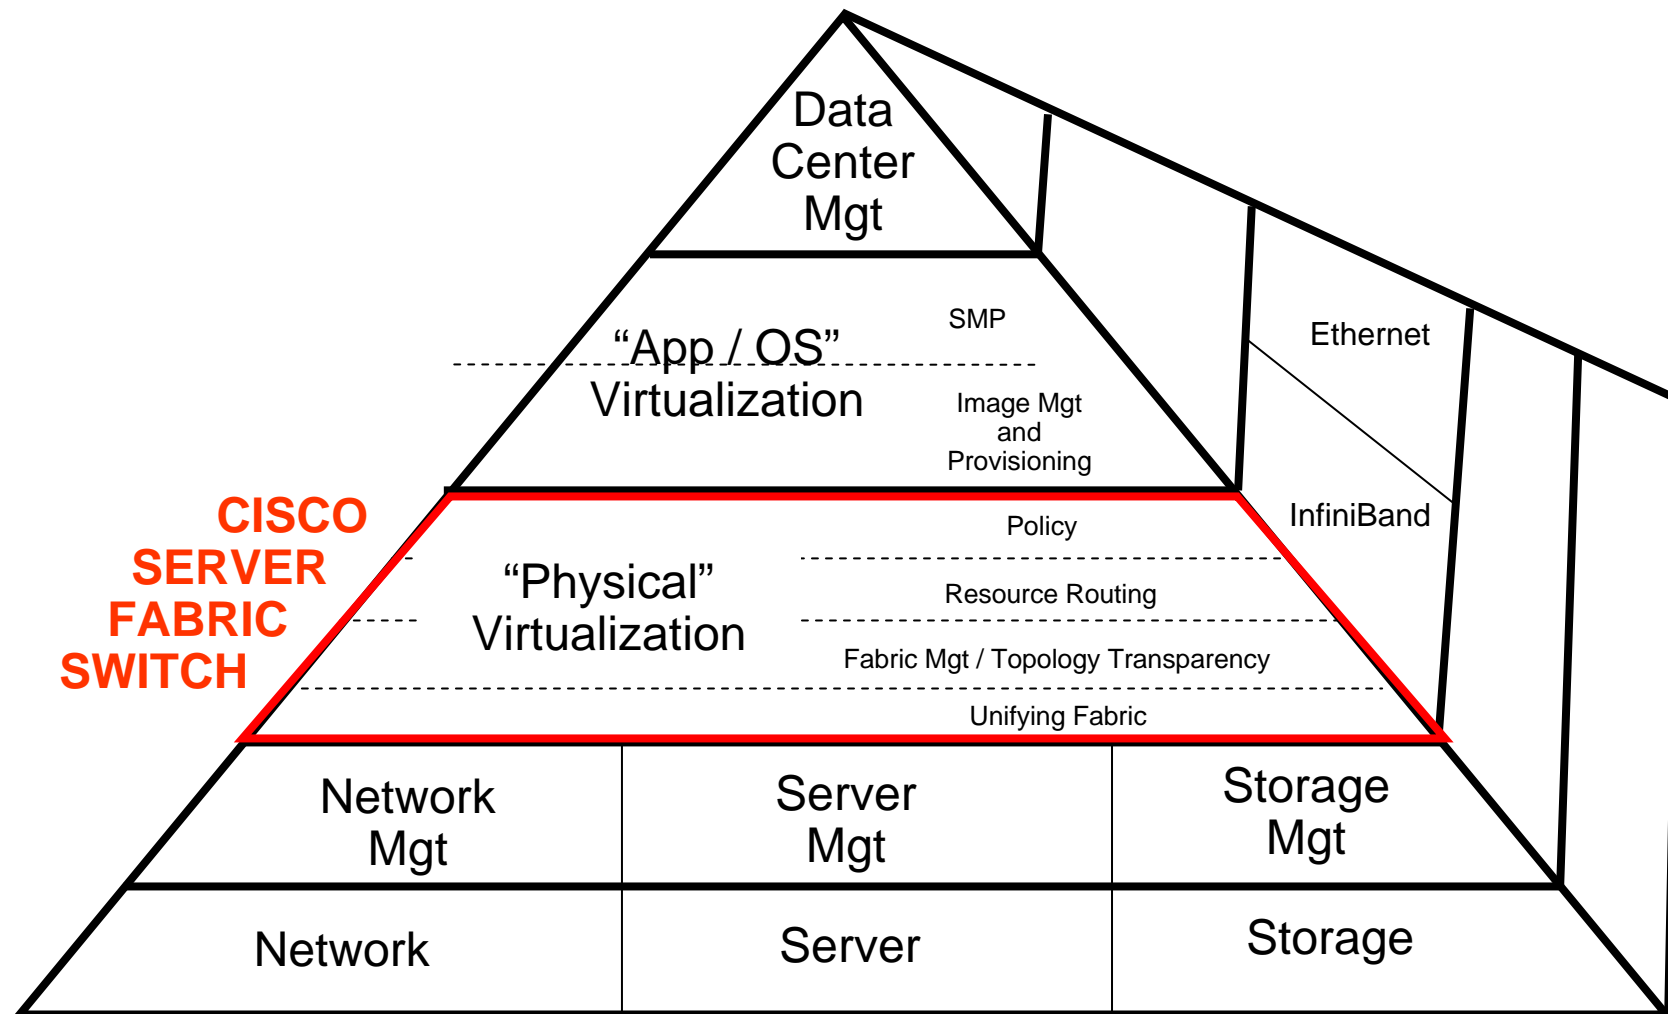 Data
Center
Mgt
SMP
“App / OS”
Virtualization
Image Mgt
and
Provisioning
Ethernet
InfiniBand
CISCO
SERVER
FABRIC
SWITCH
“Physical”
Virtualization
Policy
Resource Routing
Fabric Mgt / Topology Transparency
Unifying Fabric
Network
Mgt
Server
Mgt
Storage
Mgt
Network
Server
Storage